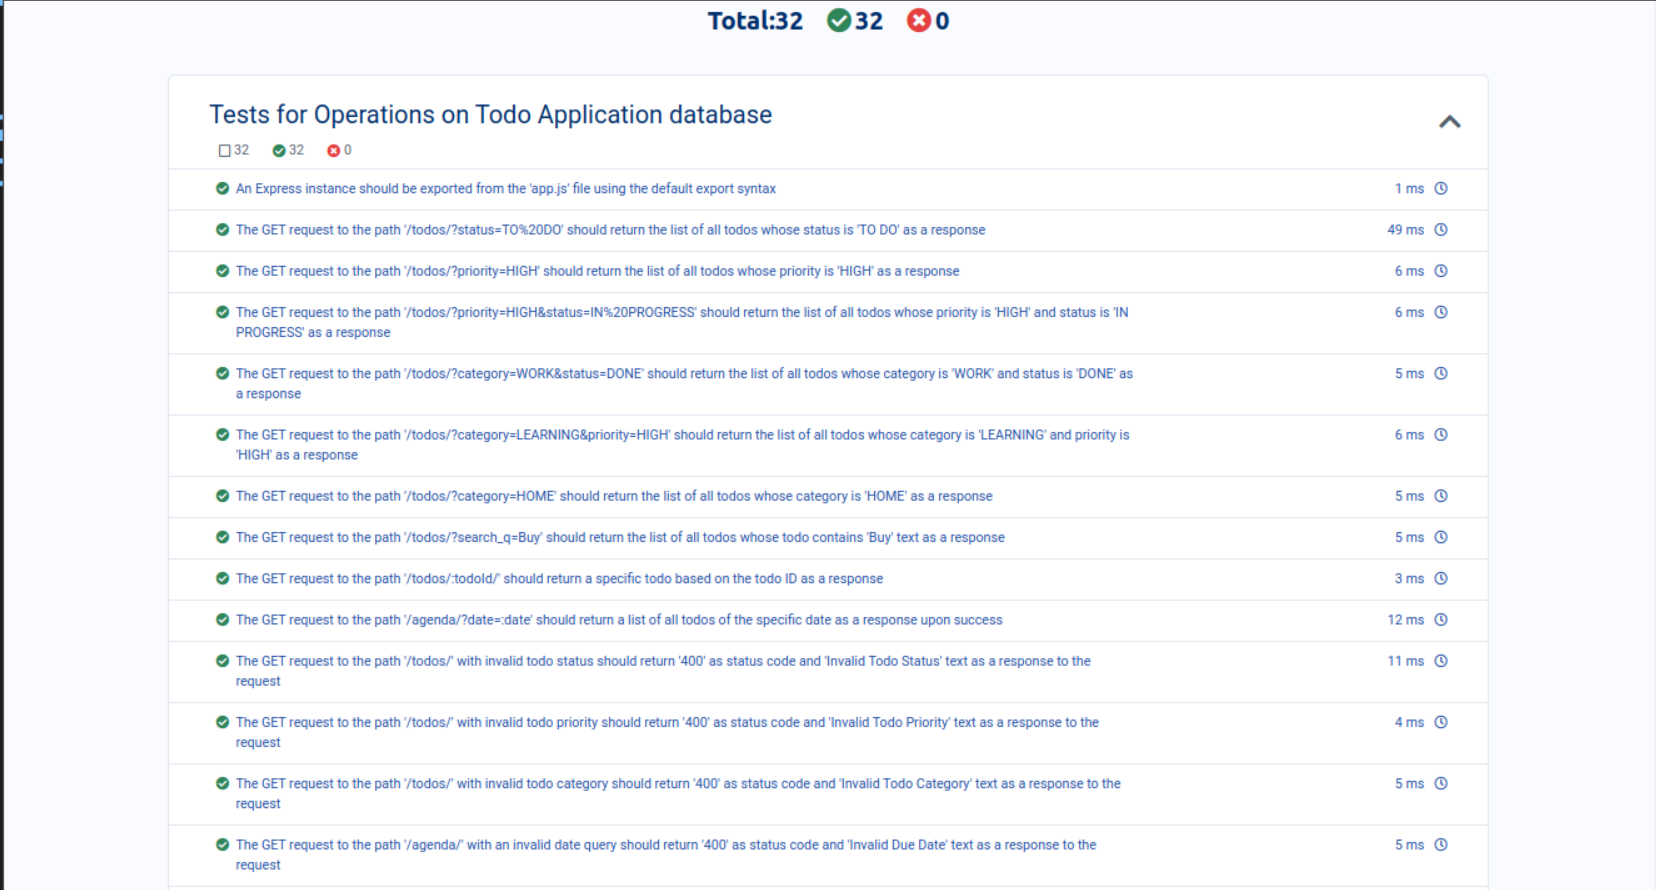 Total:32 32 0
Tests for Operations on Todo Application database
32 32 0
An Express instance should be exported from the 'app.js' file using the default export syntax 1 ms
The GET request to the path '/todos/?status=TO%20DO' should return the list of all todos whose status is 'TO DO' as a response 49 ms
The GET request to the path '/todos/?priority=HIGH' should return the list of all todos whose priority is 'HIGH' as a response 6 ms
The GET request to the path '/todos/?priority=HIGH&status=IN%20PROGRESS' should return the list of all todos whose priority is 'HIGH' and status is 'IN 6 ms
PROGRESS' as a response
The GET request to the path '/todos/?category=WORK&status=DONE' should return the list of all todos whose category is 'WORK' and status is 'DONE' as 5 ms
a response
The GET request to the path '/todos/?category=LEARNING&priority=HIGH' should return the list of all todos whose category is 'LEARNING' and priority is 6 ms
'HIGH' as a response
The GET request to the path '/todos/?category=HOME' should return the list of all todos whose category is 'HOME' as a response 5 ms
The GET request to the path '/todos/?search_q=Buy' should return the list of all todos whose todo contains 'Buy' text as a response 5 ms
The GET request to the path '/todos/:todoId/' should return a specific todo based on the todo ID as a response 3 ms
The GET request to the path '/agenda/?date=:date' should return a list of all todos of the specific date as a response upon success 12 ms
The GET request to the path '/todos/' with invalid todo status should return '400' as status code and 'Invalid Todo Status' text as a response to the 11 ms
request
The GET request to the path '/todos/' with invalid todo priority should return '400' as status code and 'Invalid Todo Priority' text as a response to the 4 ms
request
The GET request to the path '/todos/' with invalid todo category should return '400' as status code and 'Invalid Todo Category' text as a response to the 5 ms
request
The GET request to the path '/agenda/' with an invalid date query should return '400' as status code and 'Invalid Due Date' text as a response to the 5 ms
request